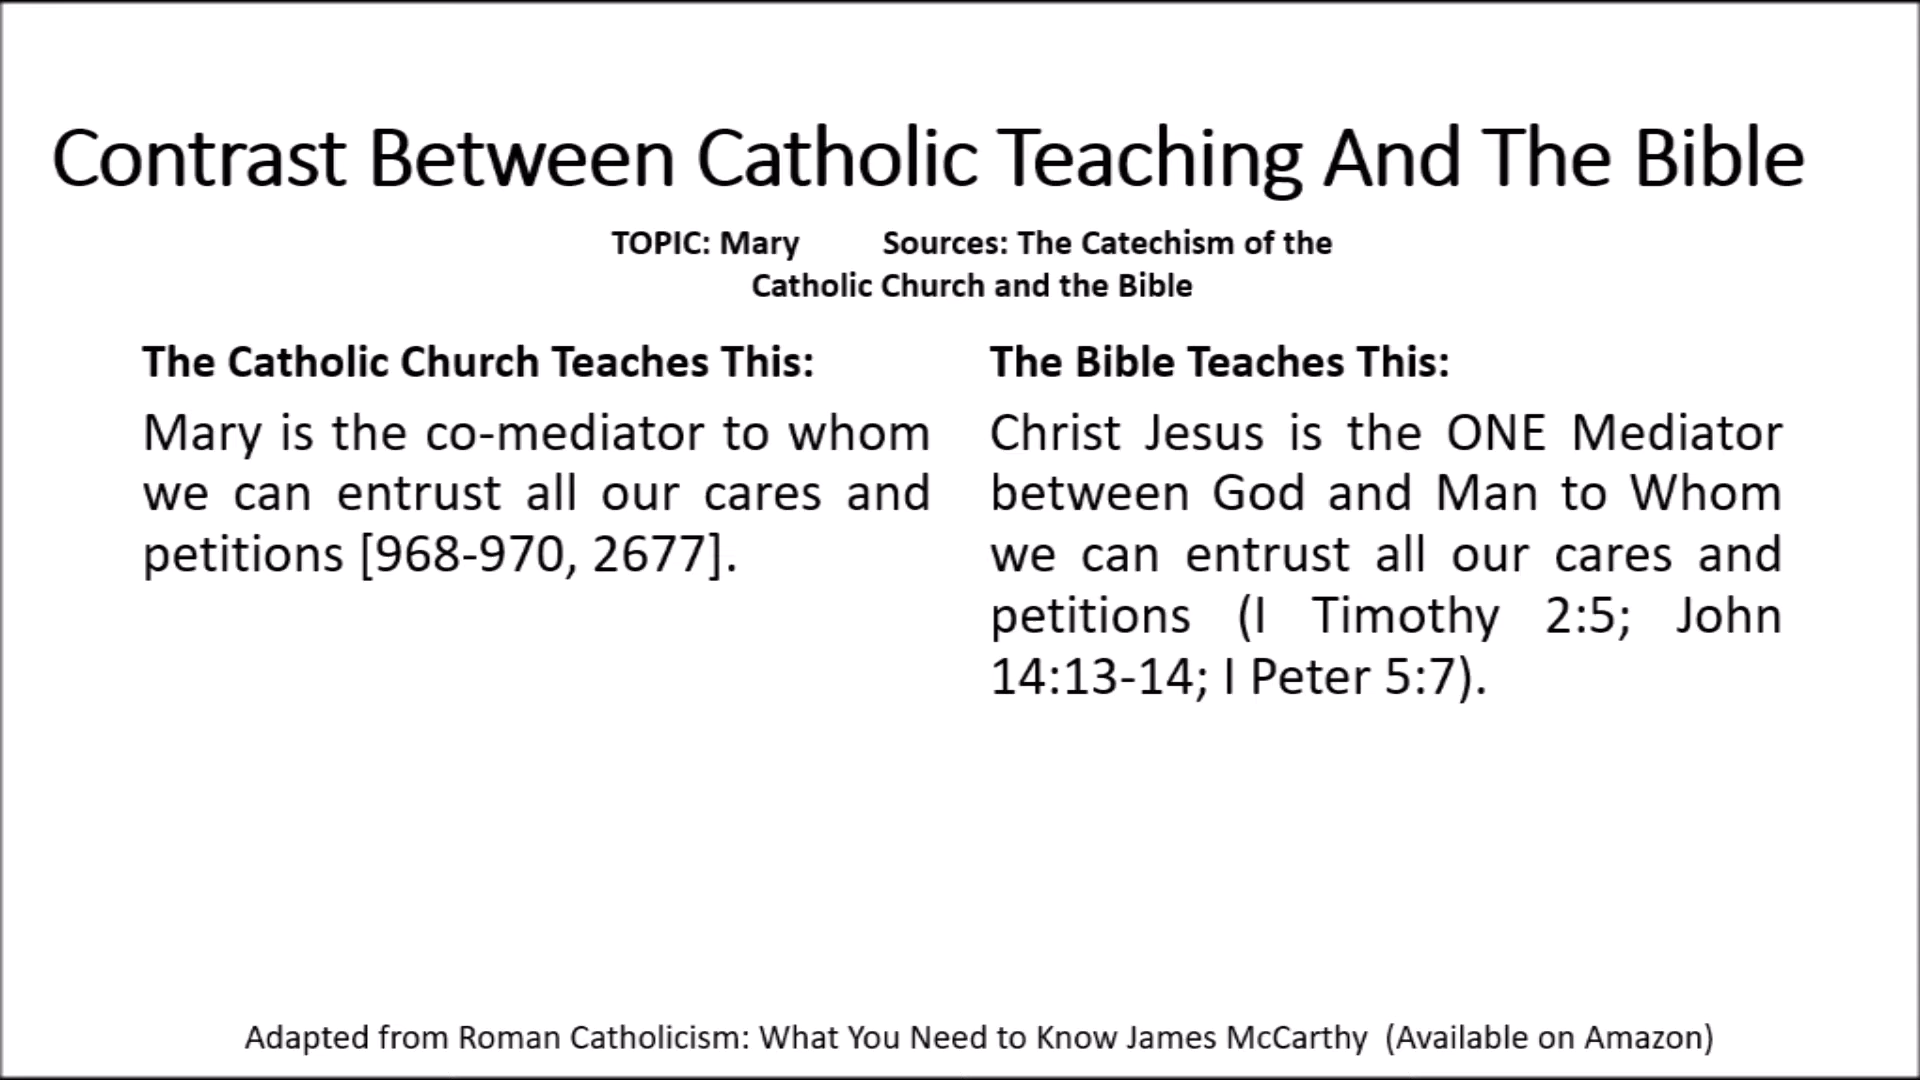 Contrast Between Catholic Teaching And The Bible
TOPIC: Mary Sources: The Catechism of the
Catholic Church and the Bible
The Catholic Church Teaches This:
Mary is the co-mediator to whom
we can entrust all our cares and
petitions [968-970, 2677].
The Bible Teaches This:
Christ Jesus is the ONE Mediator
between God and Man to Whom
we can entrust all our cares and
petitions (I Timothy 2:5; John
14:13-14; I Peter 5:7).
Adapted from Roman Catholicism: What You Need to Know James McCarthy (Available on Amazon)